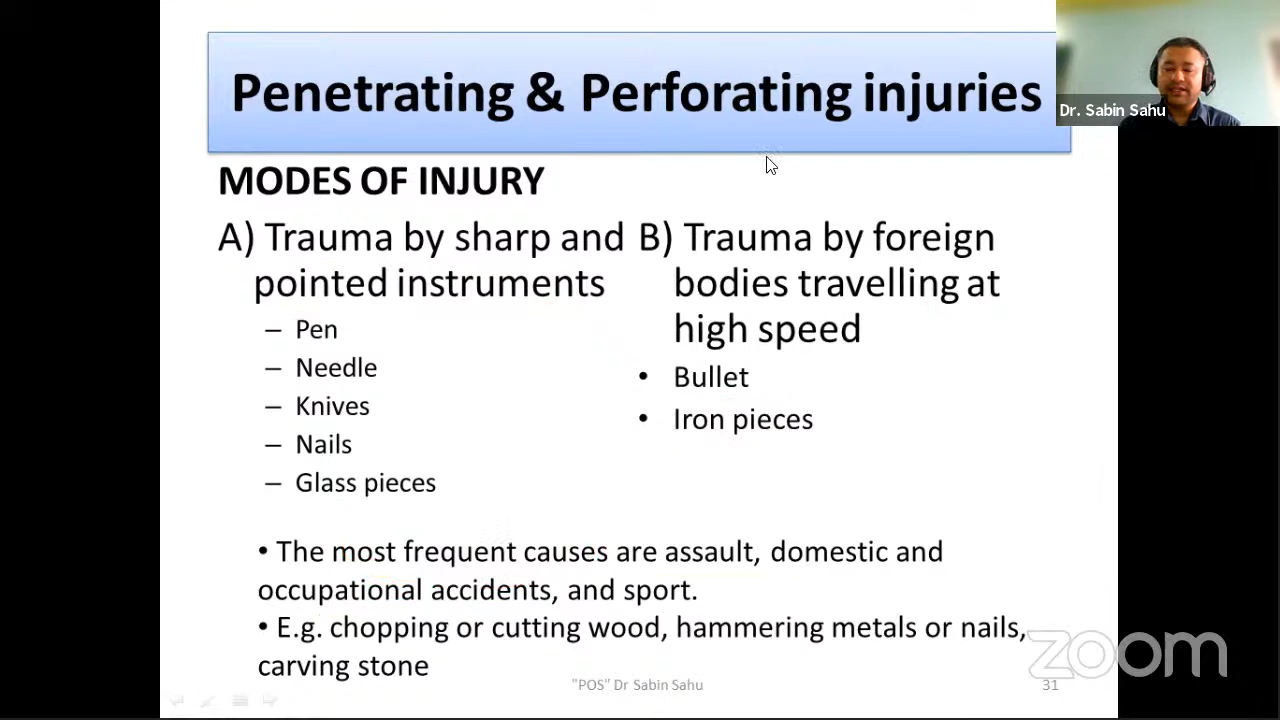 Penetrating & Perforating injuries
Dr. Sabin Sahu
MODES OF INJURY
A) Trauma by sharp and
pointed instruments
– Pen
– Needle
– Knives
– Nails
– Glass pieces
B) Trauma by foreign
bodies travelling at
high speed
• Bullet
• Iron pieces
• The most frequent causes are assault, domestic and
occupational accidents, and sport.
• E.g. chopping or cutting wood, hammering metals or nails,
carving stone
zoom
"POS" Dr Sabin Sahu
31